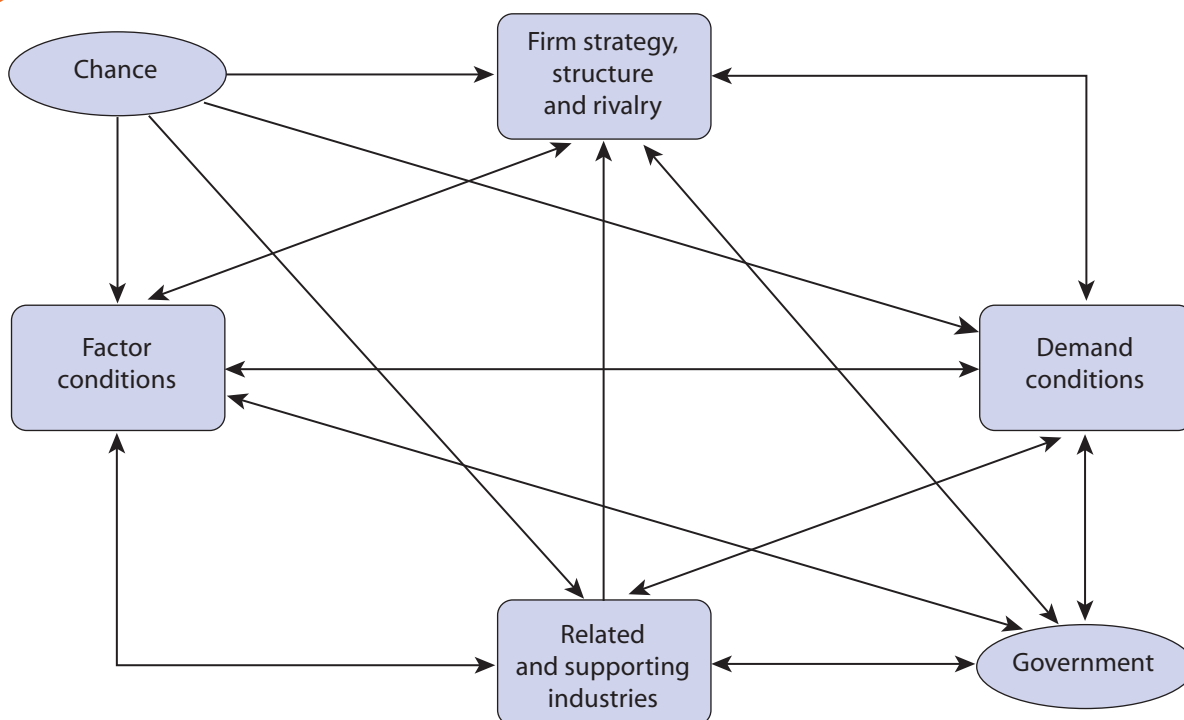 Chance
Firm strategy,
structure
and rivalry
Factor
conditions
Demand
conditions
Related
and supporting
industries
Government